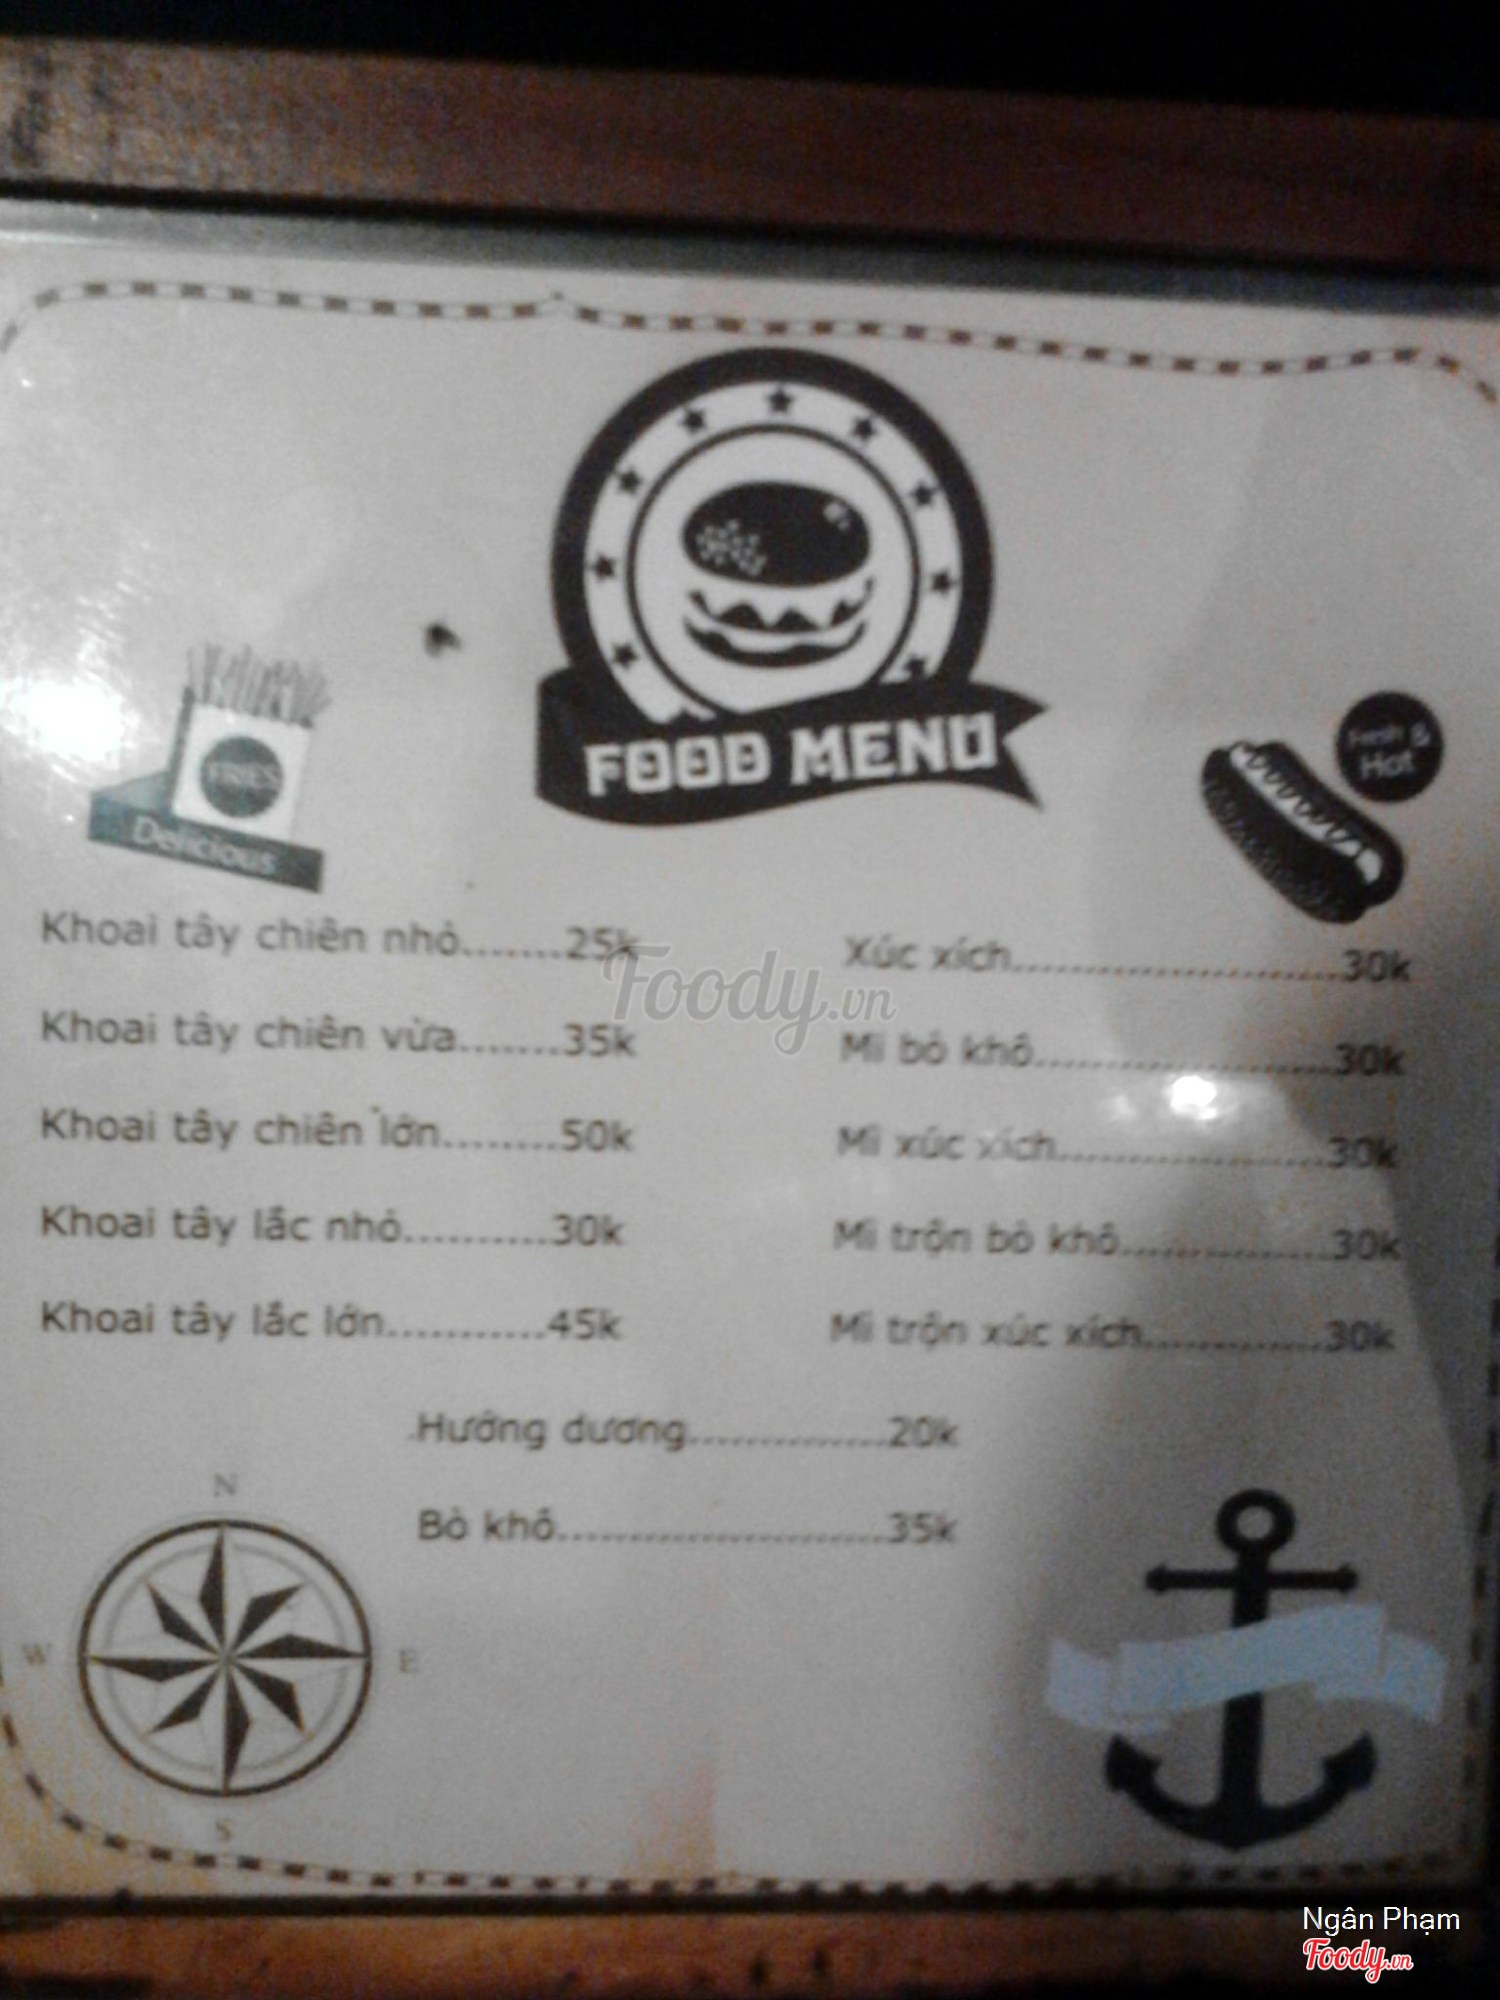 FOOD MENU
FRIES
Delicious
Fresh &
Hot
Khoai tây chiên nhỏ.......25k
Khoai tây chiên vừa.......35k
Khoai tây chiên lớn........50k
Khoai tây lắc nhỏ..........30k
Khoai tây lắc lớn...........45k
Xúc xích.......................30k
Mì bò khô.....................30k
Mì xúc xích...................30k
Mì trộn bò khô...............30k
Mì trộn xúc xích.............30k
Hướng dương..............20k
Bò khô.......................35k
N
W
E
S
Foody.vn
Ngân Phạm
Foody.vn